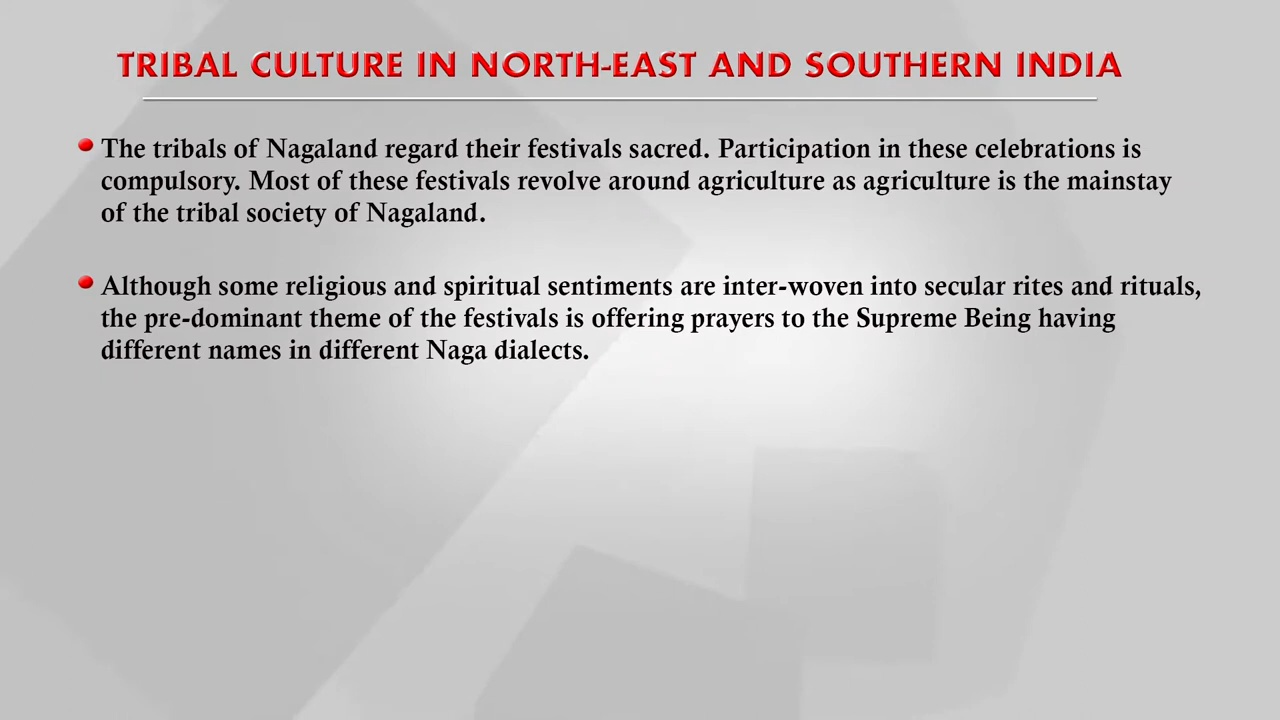 TRIBAL CULTURE IN NORTH-EAST AND SOUTHERN INDIA
The tribals of Nagaland regard their festivals sacred. Participation in these celebrations is
compulsory. Most of these festivals revolve around agriculture as agriculture is the mainstay
of the tribal society of Nagaland.
Although some religious and spiritual sentiments are inter-woven into secular rites and rituals,
the pre-dominant theme of the festivals is offering prayers to the Supreme Being having
different names in different Naga dialects.